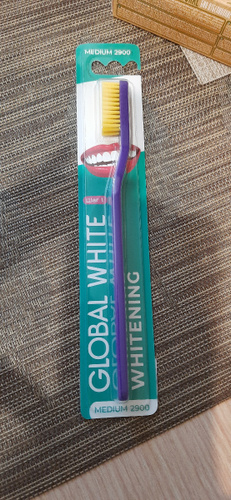 MEDIUM 2900
GLOBAL WHITE
WHITENING
MEDIUM 2900